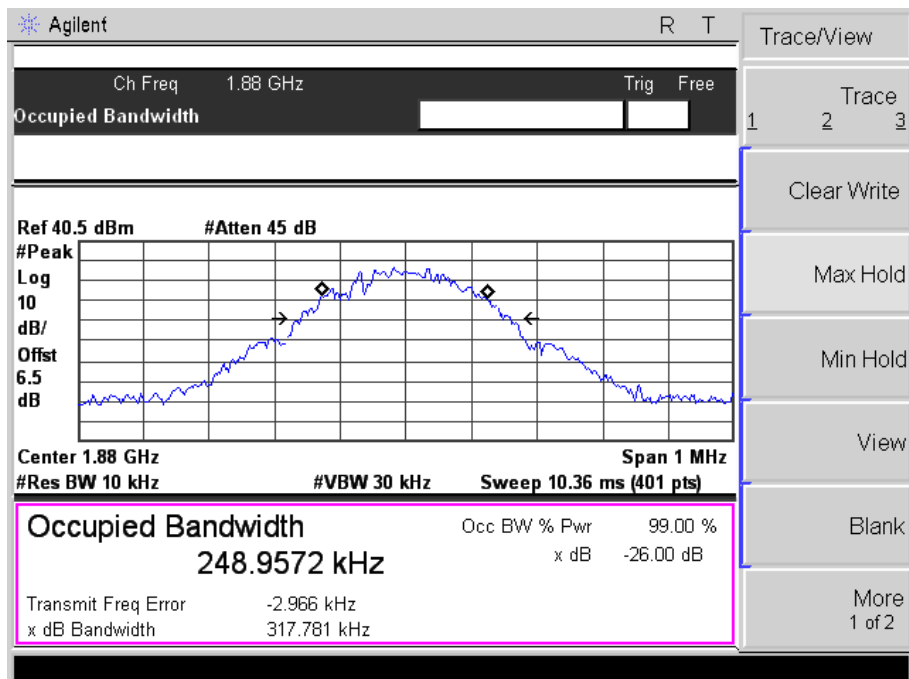 Agilent R T
Trace/View
Ch Freq 1.88 GHz Trig Free
Occupied Bandwidth
Trace
1 2 3
Clear Write
Max Hold
Min Hold
View
Blank
More
1 of 2
Ref 40.5 dBm #Atten 45 dB
#Peak
Log
10
dB/
Offst
6.5
dB
Center 1.88 GHz Span 1 MHz
#Res BW 10 kHz #VBW 30 kHz Sweep 10.36 ms (401 pts)
Occupied Bandwidth Occ BW % Pwr 99.00 %
248.9572 kHz x dB -26.00 dB
Transmit Freq Error -2.966 kHz
x dB Bandwidth 317.781 kHz